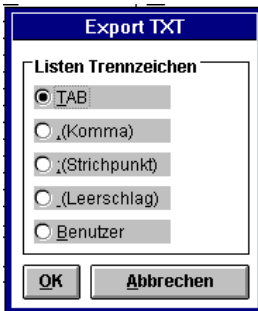 Export TXT
Listen Trennzeichen
TAB
,(Komma)
;(Strichpunkt)
(Leerschlag)
Benutzer
OK Abbrechen